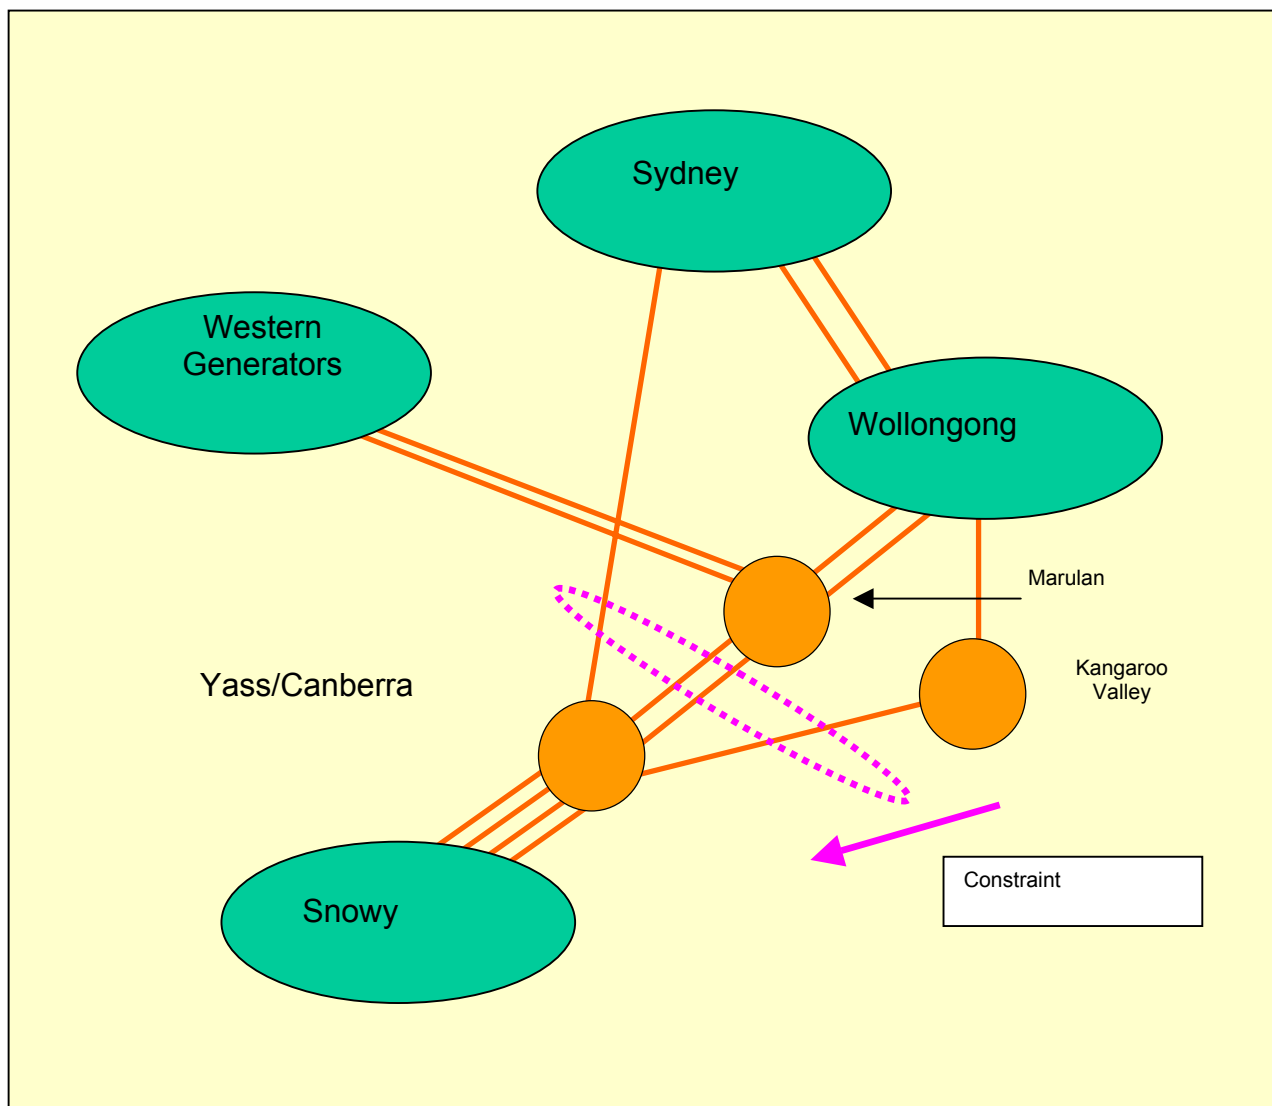 Sydney
Western
Generators
Wollongong
Marulan
Kangaroo
Valley
Yass/Canberra
Constraint
Snowy